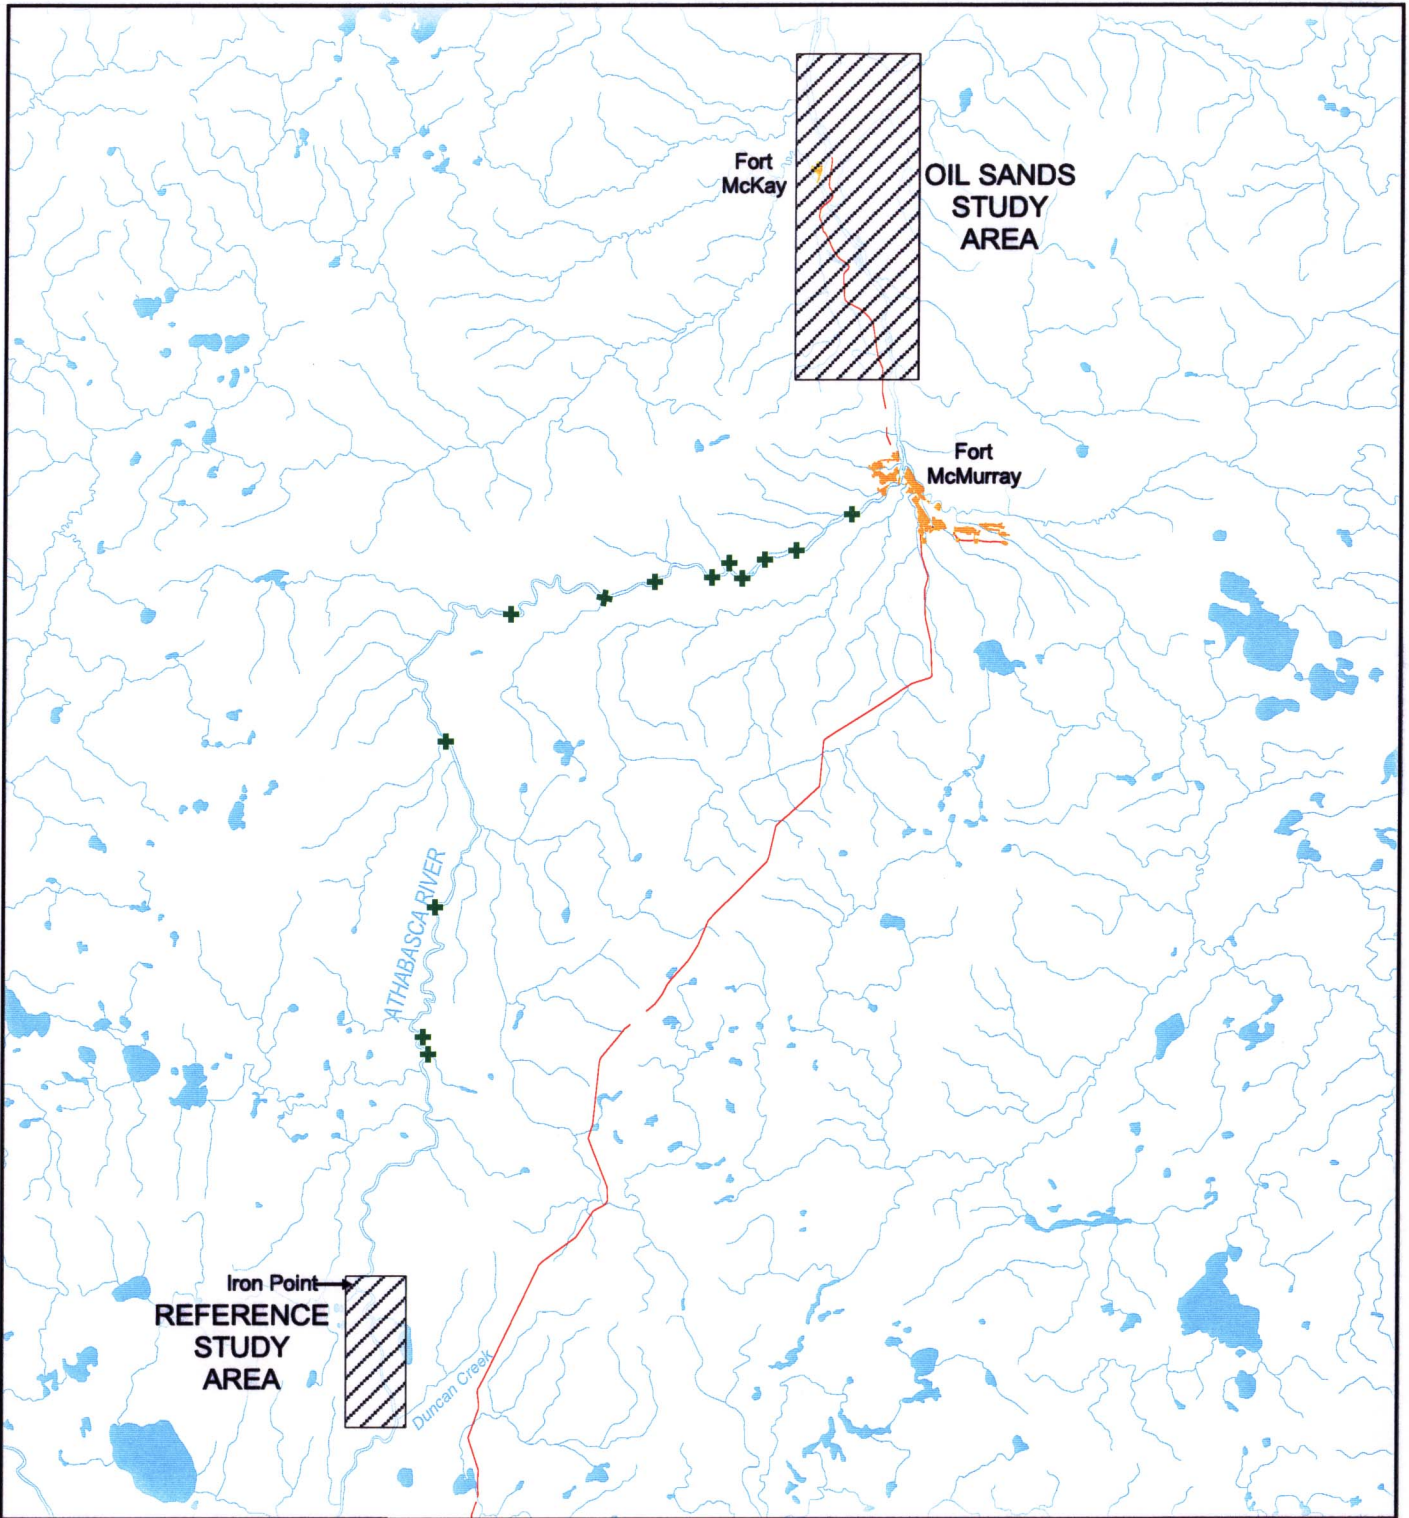 Fort
McKay
OIL SANDS
STUDY
AREA
Fort
McMurray
ATHABASCA RIVER
Iron Point
REFERENCE
STUDY
AREA
Duncan Creek